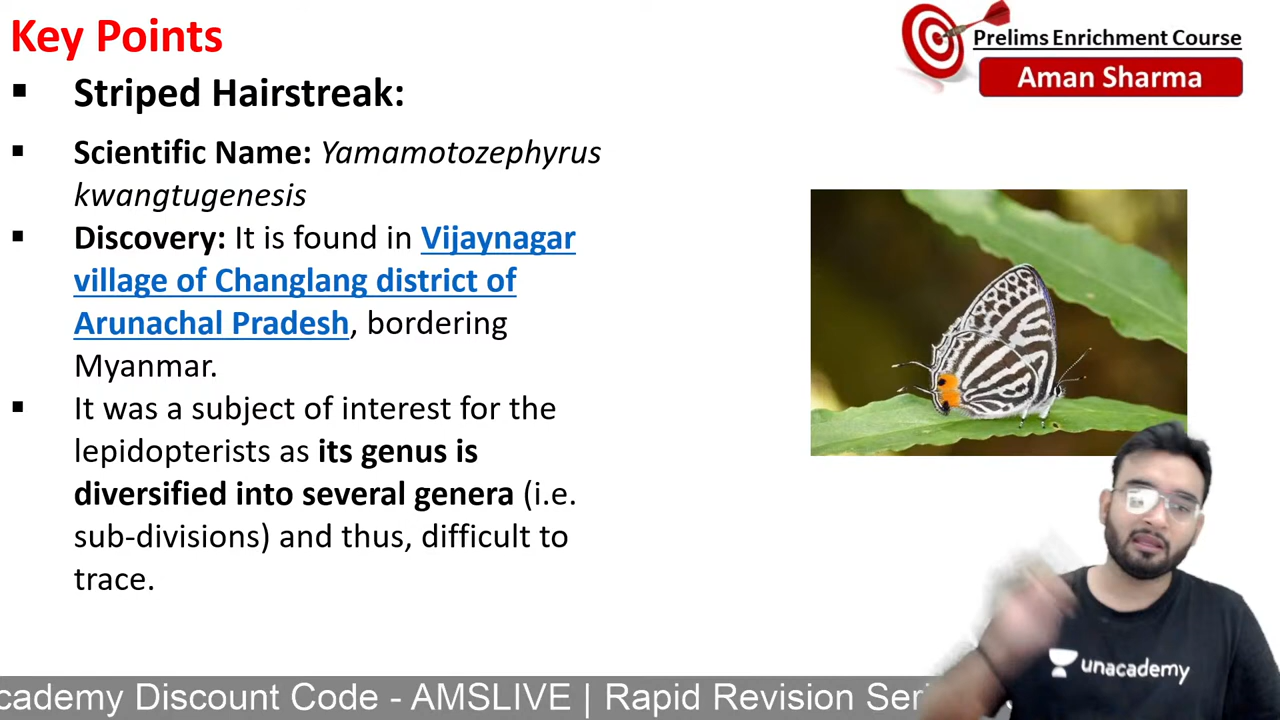 Key Points
Prelims Enrichment Course
Aman Sharma
▪ Striped Hairstreak:
▪ Scientific Name: Yamamotozephyrus
kwangtugenesis
▪ Discovery: It is found in Vijaynagar
village of Changlang district of
Arunachal Pradesh, bordering
Myanmar.
▪ It was a subject of interest for the
lepidopterists as its genus is
diversified into several genera (i.e.
sub-divisions) and thus, difficult to
trace.
unacademy
cademy Discount Code - AMSLIVE | Rapid Revision Seri